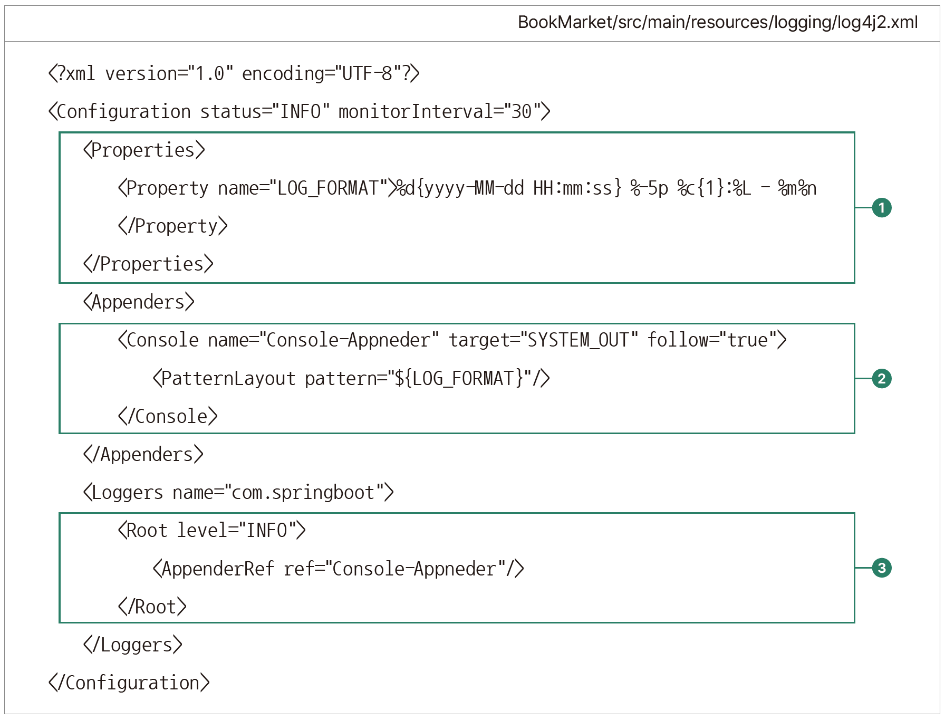 BookMarket/src/main/resources/logging/log4j2.xml
<?xml version="1.0" encoding="UTF-8"?>
<Configuration status="INFO" monitorInterval="30">
<Properties>
<Property name="LOG_FORMAT">%d{yyyy-MM-dd HH:mm:ss} %-5p %c{1}:%L - %m%n
1
</Property>
</Properties>
<Appenders>
<Console name="Console-Appneder" target="SYSTEM_OUT" follow="true">
<PatternLayout pattern="${LOG_FORMAT}"/>
2
</Console>
</Appenders>
<Loggers name="com.springboot">
<Root level="INFO">
<AppenderRef ref="Console-Appneder"/>
3
</Root>
</Loggers>
</Configuration>